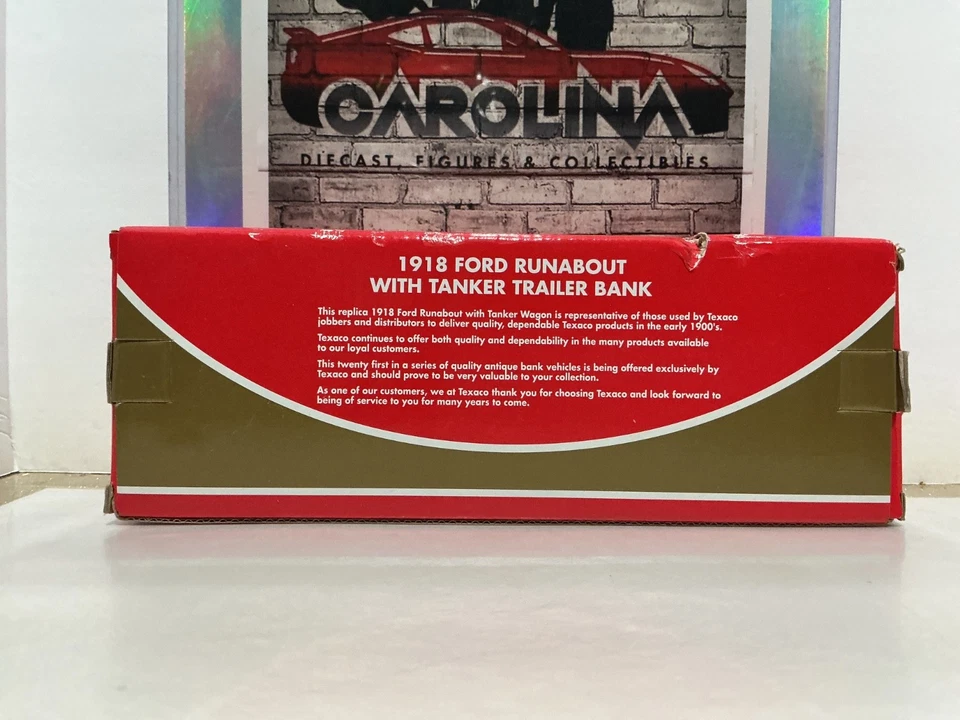 CAROLINA
DIECAST, FIGURES & COLLECTIBLES
1918 FORD RUNABOUT
WITH TANKER TRAILER BANK
This replica 1918 Ford Runabout with Tanker Wagon is representative of those used by Texaco
jobbers and distributors to deliver quality, dependable Texaco products in the early 1900's.
Texaco continues to offer both quality and dependability in the many products available
to our loyal customers.
This twenty first in a series of quality antique bank vehicles is being offered exclusively by
Texaco and should prove to be very valuable to your collection.
As one of our customers, we at Texaco thank you for choosing Texaco and look forward to
being of service to you for many years to come.